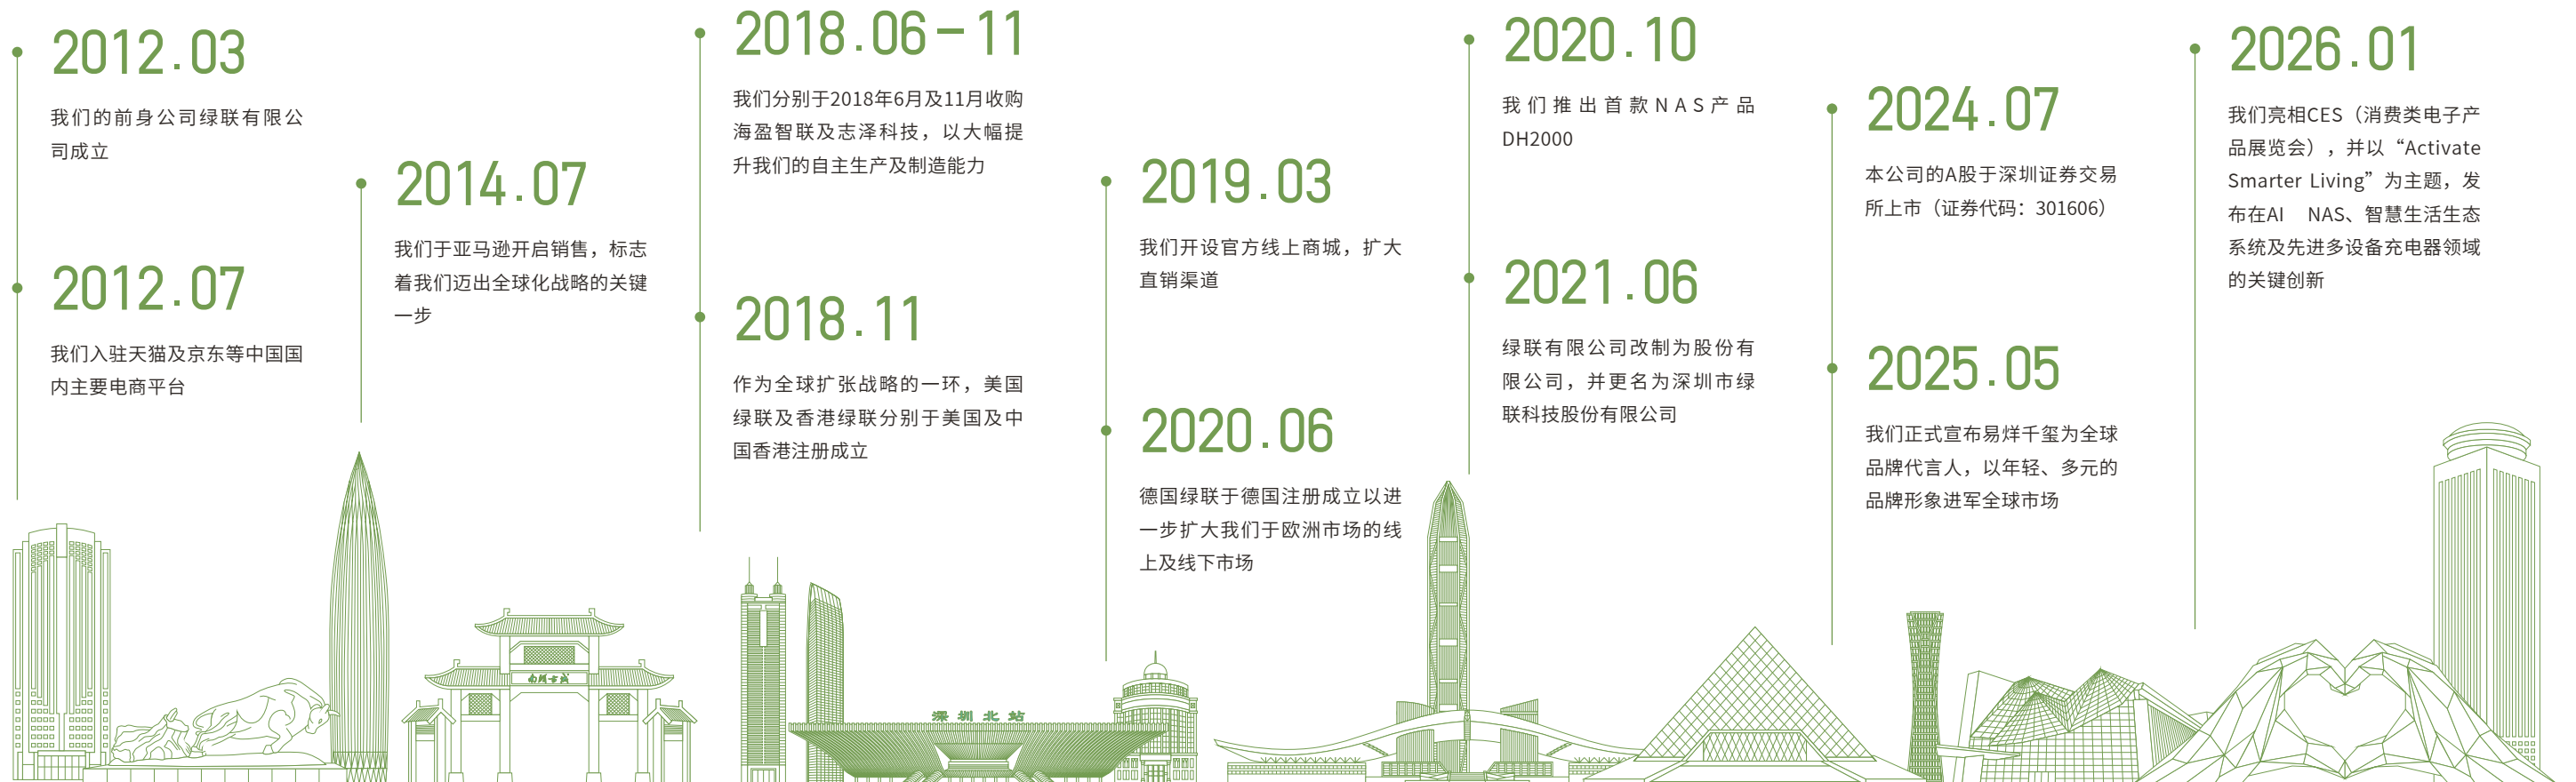 2012.03
我们的前身公司绿联有限公
司成立
2012.07
我们入驻天猫及京东等中国国
内主要电商平台
2014.07
我们于亚马逊开启销售，标志
着我们迈出全球化战略的关键
一步
2018.06-11
我们分别于2018年6月及11月收购
海盈智联及志泽科技，以大幅提
升我们的自主生产及制造能力
2018.11
作为全球扩张战略的一环，美国
绿联及香港绿联分别于美国及中
国香港注册成立
2019.03
我们开设官方线上商城，扩大
直销渠道
2020.06
德国绿联于德国注册成立以进
一步扩大我们于欧洲市场的线
上及线下市场
2020.10
我们推出首款NAS产品
DH2000
2021.06
绿联有限公司改制为股份有
限公司，并更名为深圳市绿
联科技股份有限公司
2024.07
本公司的A股于深圳证券交易
所上市（证券代码：301606）
2025.05
我们正式宣布易烊千玺为全球
品牌代言人，以年轻、多元的
品牌形象进军全球市场
2026.01
我们亮相CES（消费类电子产
品展览会），并以“Activate
Smarter Living”为主题，发
布在AI NAS、智慧生活生态
系统及先进多设备充电器领域
的关键创新
南头古城
深圳北站